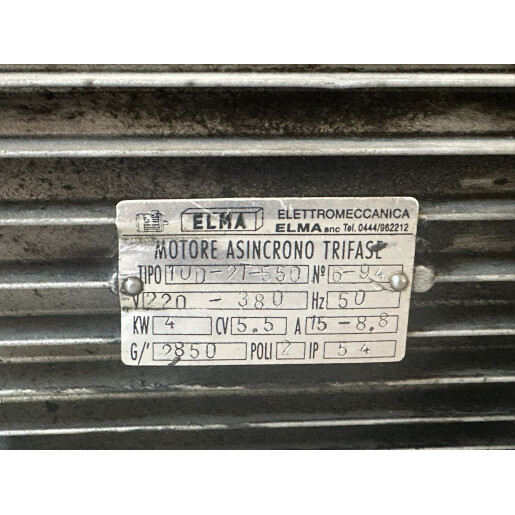 ELMA ELETTROMECCANICA
ELMA snc Tel. 0444/962212
MOTORE ASINCRONO TRIFASE
TIPO 100-2T-550 Nº 6-94
V 220 - 380 Hz 50
KW 4 CV 5.5 A 15-8.8
G/' 2850 POLI 2 IP 54